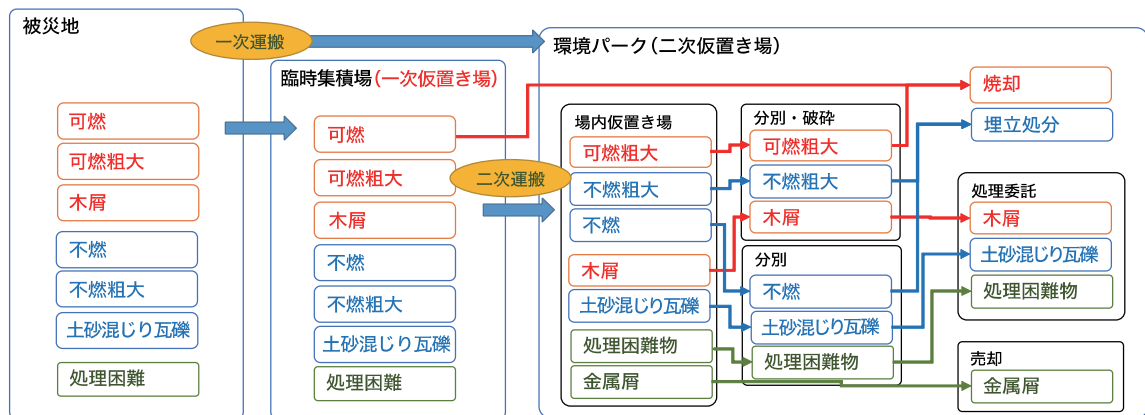 被災地
可燃
可燃粗大
木屑
不燃
不燃粗大
土砂混じり瓦礫
処理困難
一次運搬
臨時集積場(一次仮置き場)
可燃
可燃粗大
木屑
不燃
不燃粗大
土砂混じり瓦礫
処理困難
二次運搬
環境パーク(二次仮置き場)
場内仮置き場
可燃粗大
不燃粗大
不燃
木屑
土砂混じり瓦礫
処理困難物
金属屑
分別・破砕
可燃粗大
不燃粗大
木屑
分別
不燃
土砂混じり瓦礫
処理困難物
焼却
埋立処分
処理委託
木屑
土砂混じり瓦礫
処理困難物
売却
金属屑